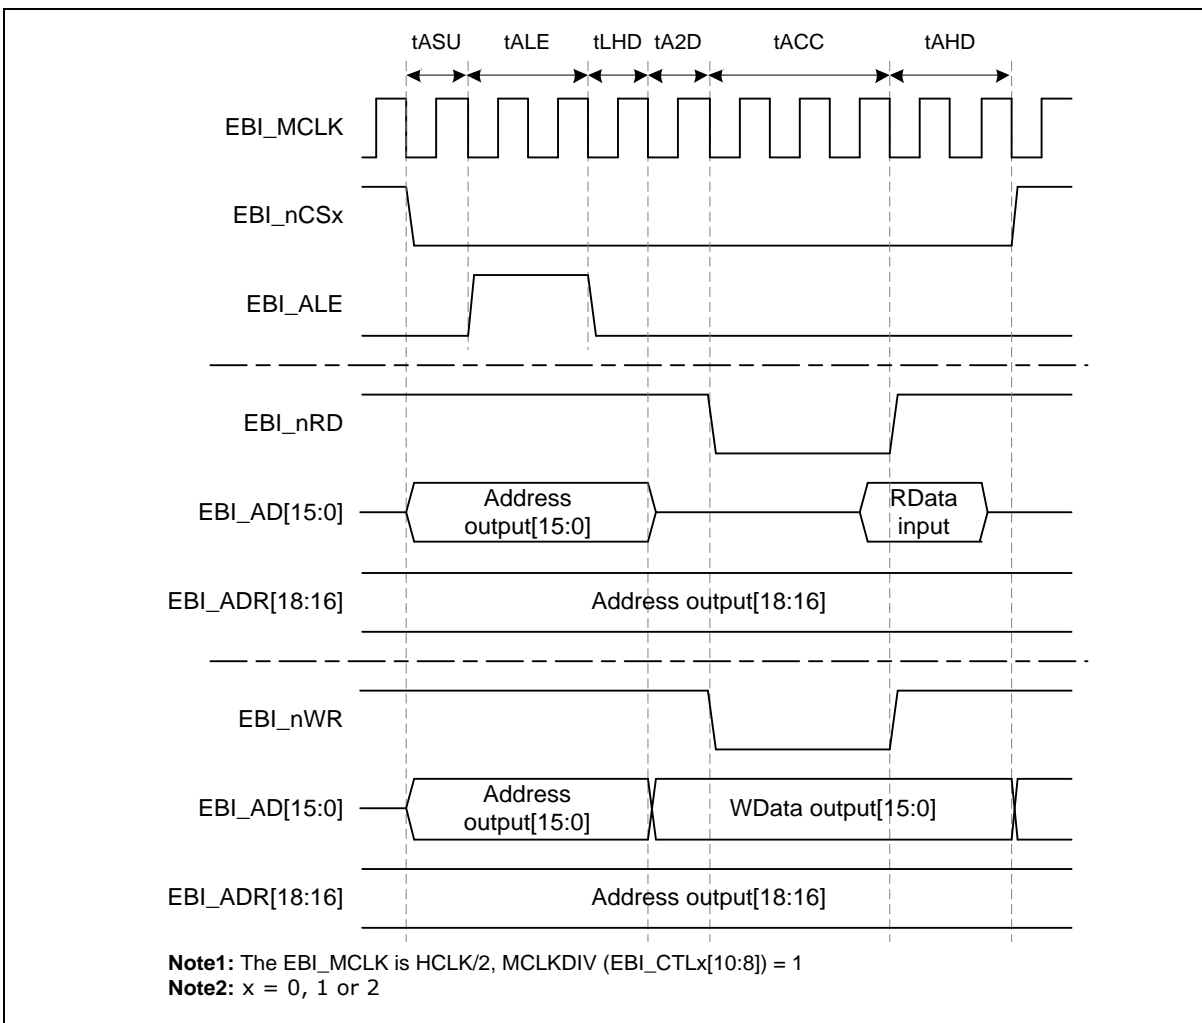 tASU tALE tLHD tA2D tACC tAHD
EBI_MCLK
EBI_nCSx
EBI_ALE
EBI_nRD
EBI_AD[15:0]
Address
output[15:0]
RData
input
EBI_ADR[18:16]
Address output[18:16]
EBI_nWR
EBI_AD[15:0]
Address
output[15:0]
WData output[15:0]
EBI_ADR[18:16]
Address output[18:16]
Note1: The EBI_MCLK is HCLK/2, MCLKDIV (EBI_CTLx[10:8]) = 1
Note2: x = 0, 1 or 2